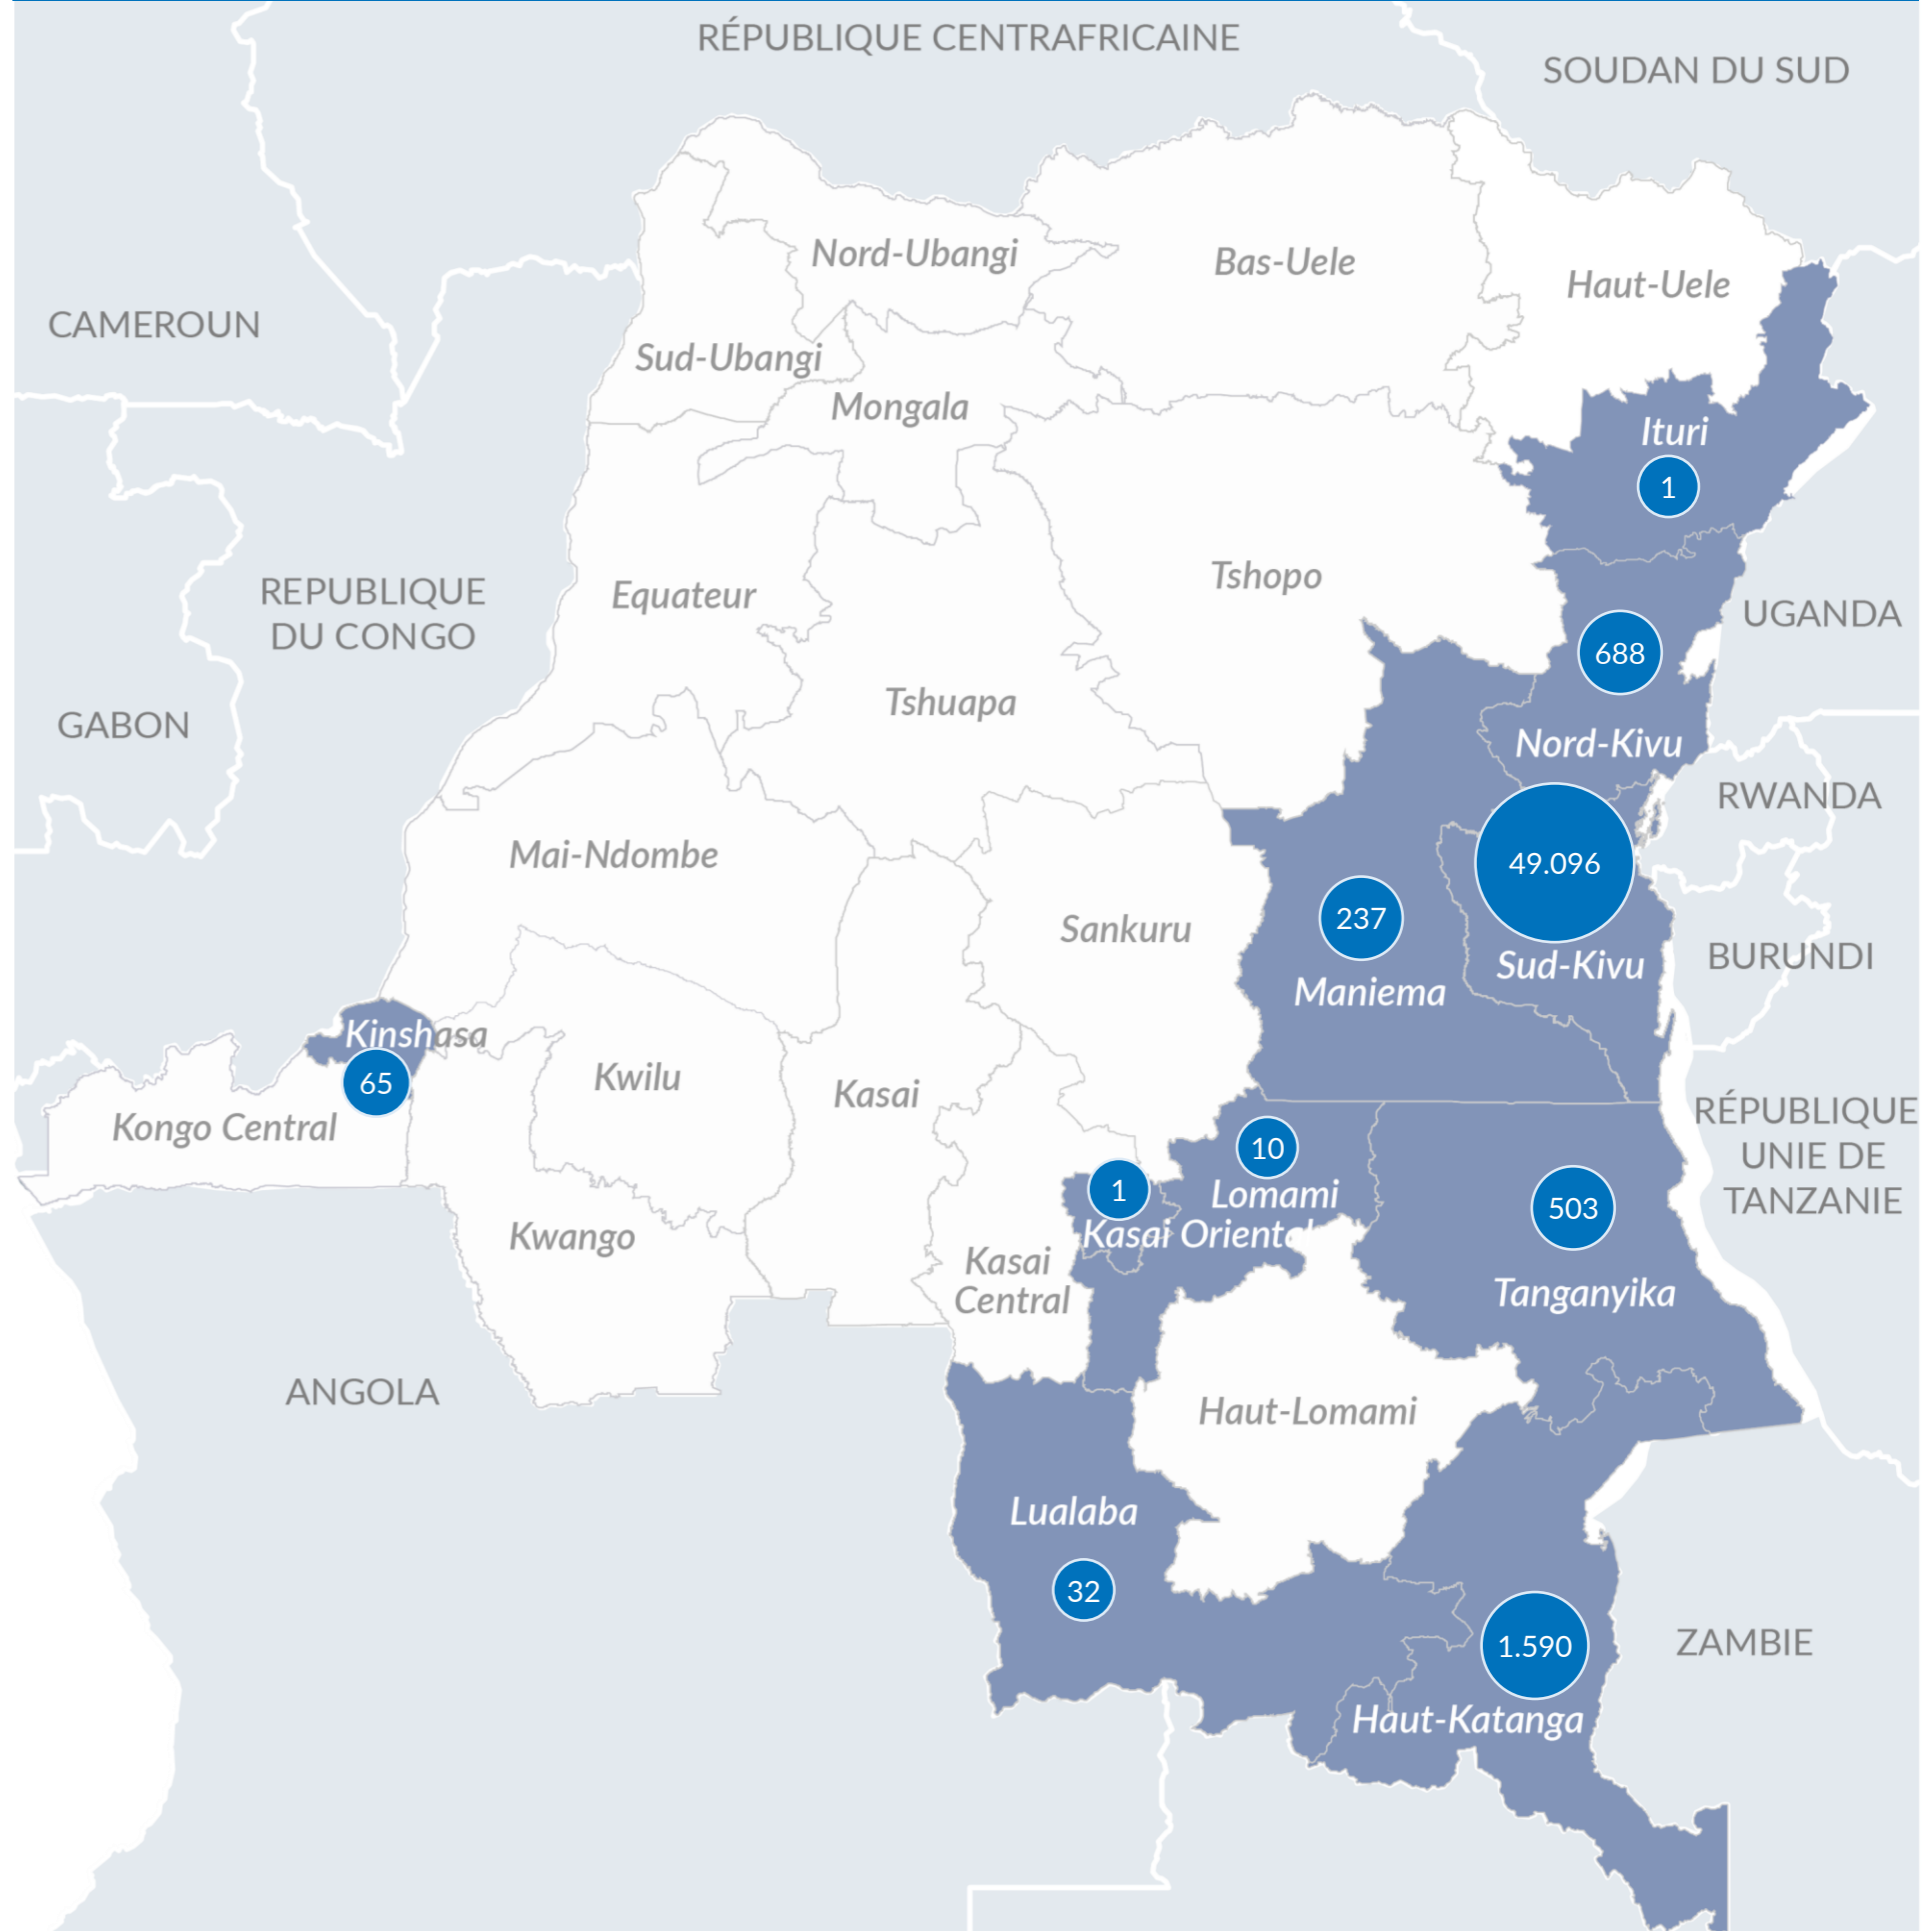 RÉPUBLIQUE CENTRAFRICAINE
SOUDAN DU SUD
Nord-Ubangi
Bas-Uele
Haut-Uele
CAMEROUN
Sud-Ubangi
Mongala
Ituri
1
Equateur
Tshopo
REPUBLIQUE
DU CONGO
UGANDA
688
Tshuapa
GABON
Nord-Kivu
RWANDA
Mai-Ndombe
49.096
Sankuru
237
Sud-Kivu
BURUNDI
Maniema
Kinshasa
65
Kwilu
Kasai
Kongo Central
RÉPUBLIQUE
UNIE DE
TANZANIE
10
Lomami
1
Kasai Oriental
503
Kwango
Kasai
Central
Tanganyika
ANGOLA
Haut-Lomami
Lualaba
32
1.590
ZAMBIE
Haut-Katanga